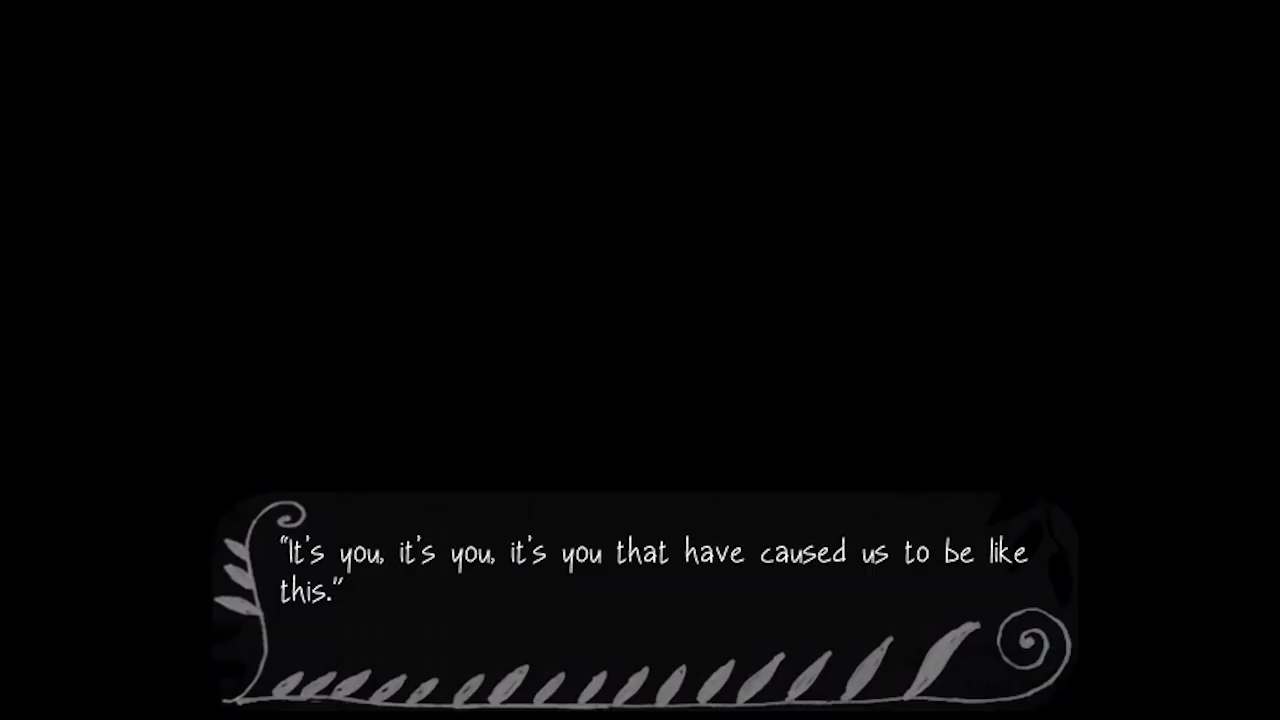 “It's you, it's you, it's you that have caused us to be like
this.”